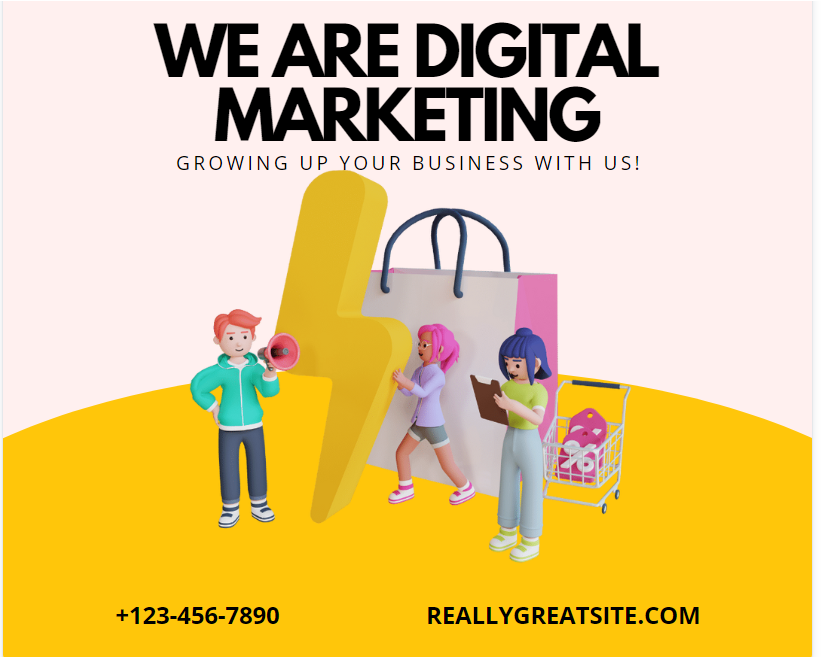 WE ARE DIGITAL
MARKETING
GROWING UP YOUR BUSINESS WITH US!
%
+123-456-7890
REALLYGREATSITE.COM